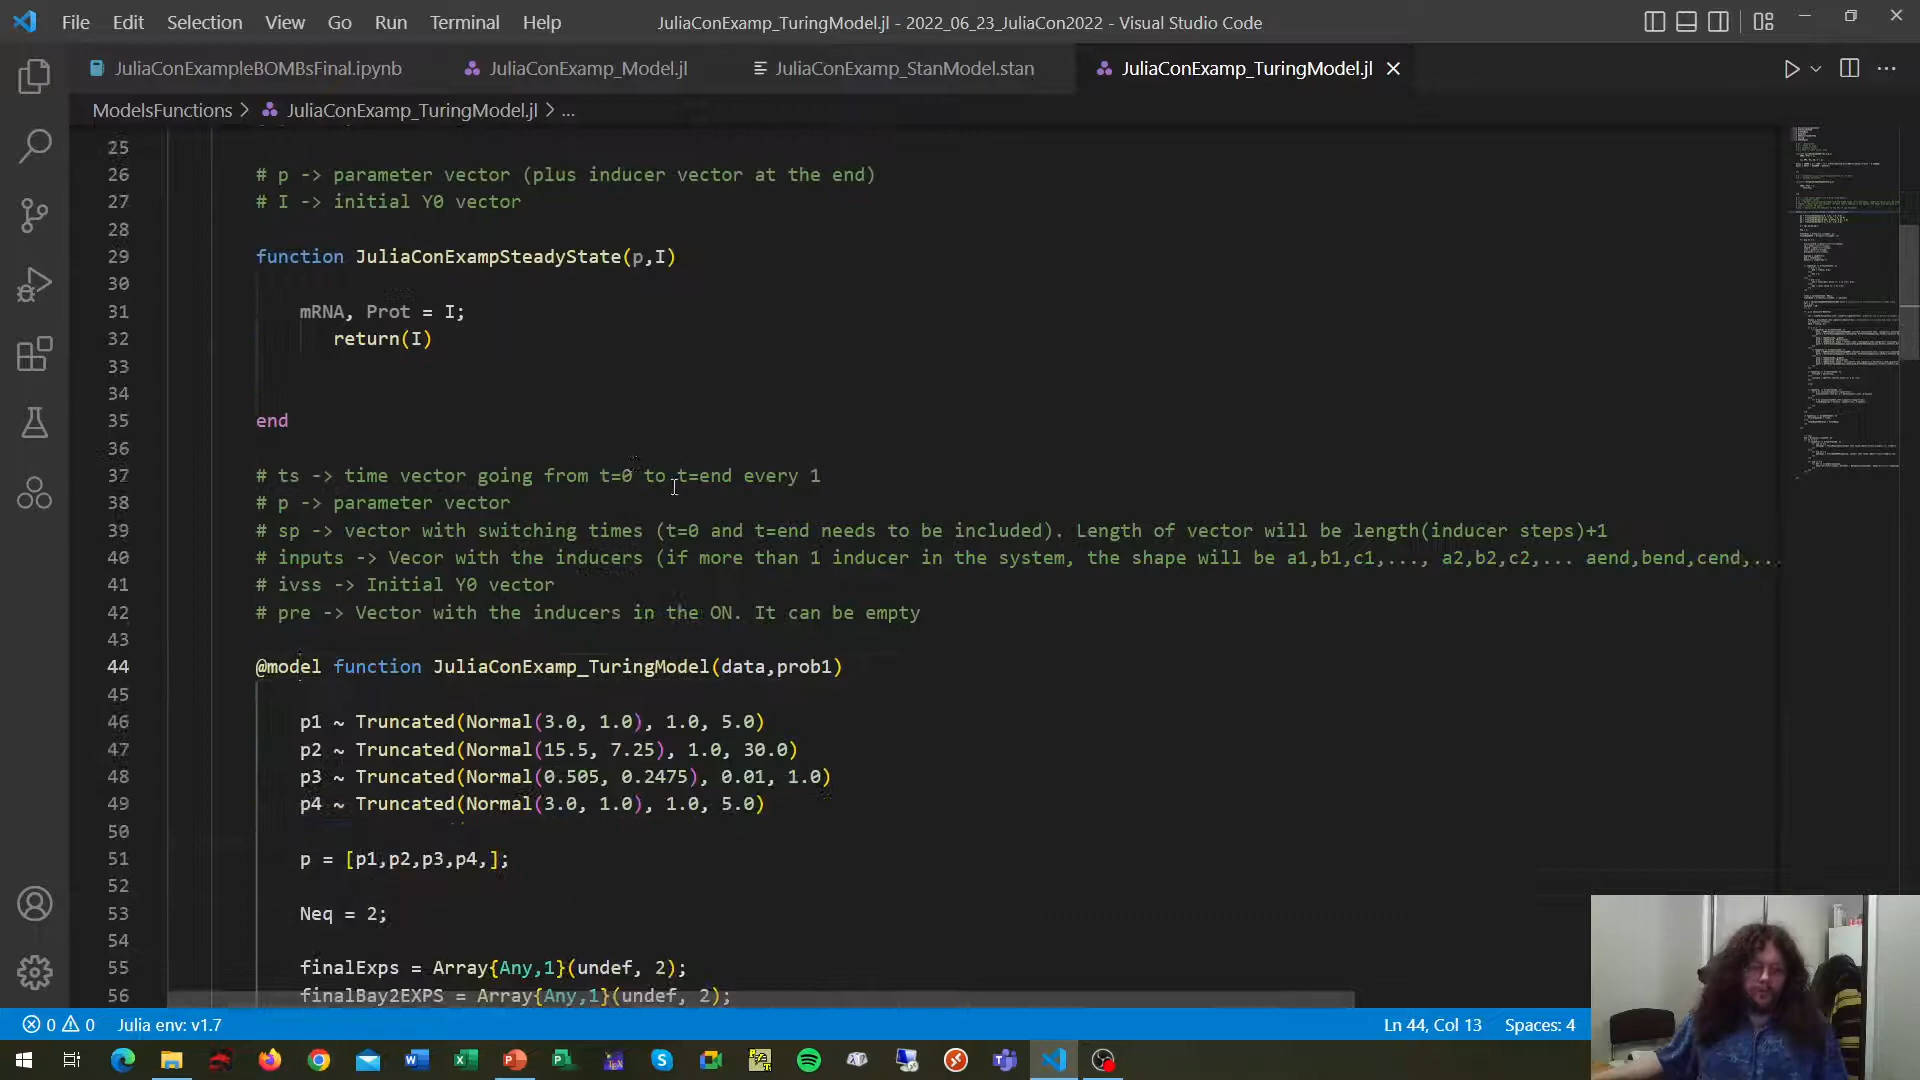 File Edit Selection View Go Run Terminal Help JuliaConExamp_TuringModel.jl - 2022_06_23_JuliaCon2022 - Visual Studio Code
JuliaConExampleBOMBsFinal.ipynb JuliaConExamp_Model.jl JuliaConExamp_StanModel.stan JuliaConExamp_TuringModel.jl
ModelsFunctions > JuliaConExamp_TuringModel.jl > ...
25
26 # p -> parameter vector (plus inducer vector at the end)
27 # I -> initial Y0 vector
28
29 function JuliaConExampSteadyState(p,I)
30
31 mRNA, Prot = I;
32 return(I)
33
34
35 end
36
37 # ts -> time vector going from t=0 to t=end every 1
38 # p -> parameter vector
39 # sp -> vector with switching times (t=0 and t=end needs to be included). Length of vector will be length(inducer steps)+1
40 # inputs -> Vecor with the inducers (if more than 1 inducer in the system, the shape will be a1,b1,c1,..., a2,b2,c2,... aend,bend,cend,...
41 # ivss -> Initial Y0 vector
42 # pre -> Vector with the inducers in the ON. It can be empty
43
44 @model function JuliaConExamp_TuringModel(data,prob1)
45
46 p1 ~ Truncated(Normal(3.0, 1.0), 1.0, 5.0)
47 p2 ~ Truncated(Normal(15.5, 7.25), 1.0, 30.0)
48 p3 ~ Truncated(Normal(0.505, 0.2475), 0.01, 1.0)
49 p4 ~ Truncated(Normal(3.0, 1.0), 1.0, 5.0)
50
51 p = [p1,p2,p3,p4,];
52
53 Neq = 2;
54
55 finalExps = Array{Any,1}(undef, 2);
56 finalBay2EXPS = Array{Any,1}(undef, 2);
0 0 Julia env: v1.7 Ln 44, Col 13 Spaces: 4